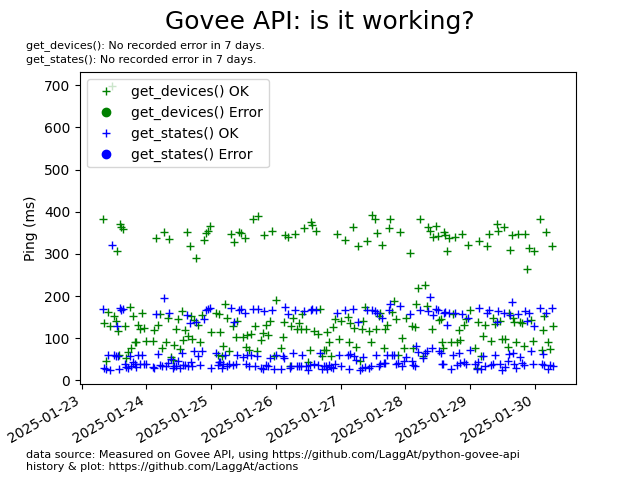 Govee API: is it working?
get_devices(): No recorded error in 7 days.
get_states(): No recorded error in 7 days.
700
600
500
400
300
200
100
0
Ping (ms)
get_devices() OK
get_devices() Error
get_states() OK
get_states() Error
2025-01-23
2025-01-24
2025-01-25
2025-01-26
2025-01-27
2025-01-28
2025-01-29
2025-01-30
data source: Measured on Govee API, using https://github.com/LaggAt/python-govee-api
history & plot: https://github.com/LaggAt/actions